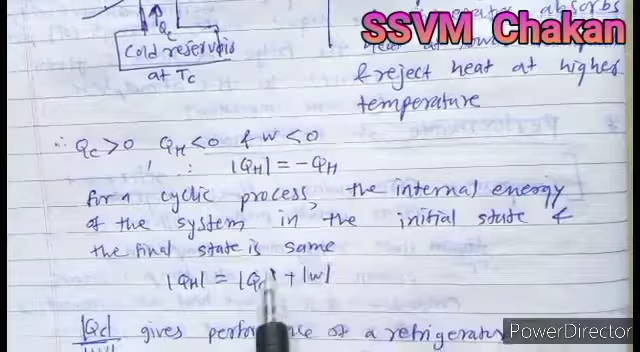 SSVM Chakan
absorbs
Qc
Cold reservoir
at Tc
& reject heat at higher
temperature
∴ Qc>0 QH<0 & W<0
∴ |QH| = -QH
for a cyclic process, the internal energy
of the system in the initial state &
the final state is same
|QH| = |Qc| + |W|
|Qc| gives performance of a refrigerator
|W|
PowerDirector